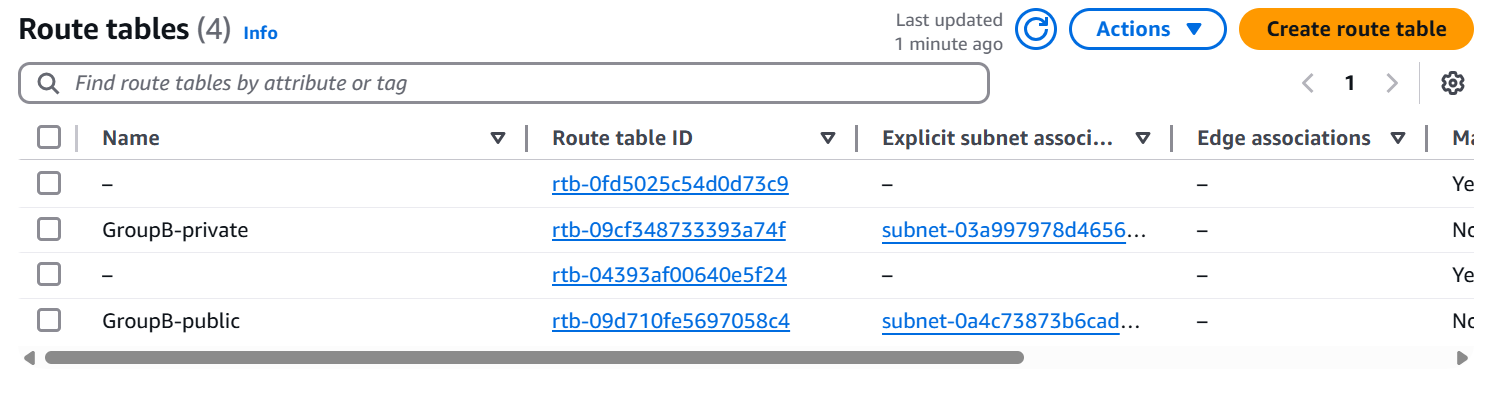 Route tables (4) Info
Last updated
1 minute ago
Actions
Create route table
Find route tables by attribute or tag
1
Name Route table ID Explicit subnet associ... Edge associations Ma
– rtb-0fd5025c54d0d73c9 – – Ye
GroupB-private rtb-09cf348733393a74f subnet-03a997978d4656... – No
– rtb-04393af00640e5f24 – – Ye
GroupB-public rtb-09d710fe5697058c4 subnet-0a4c73873b6cad... – No